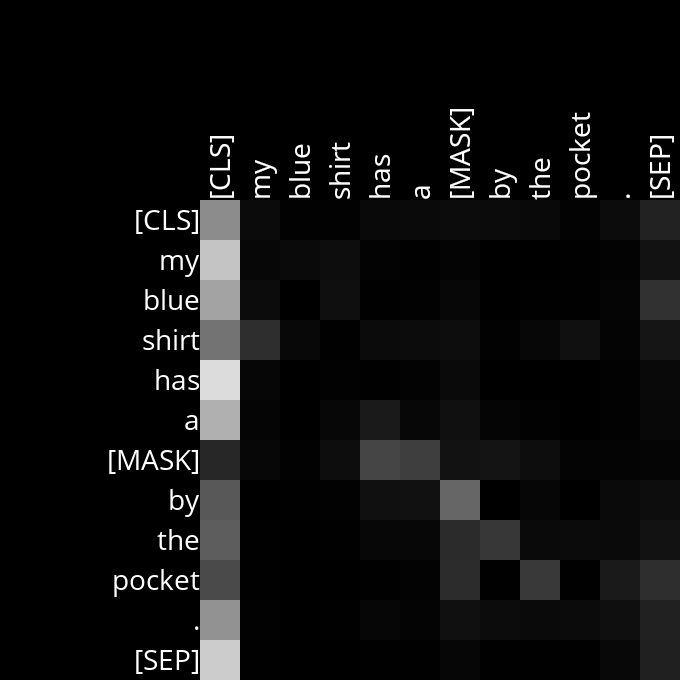 [CLS] my blue shirt has a [MASK] by the pocket . [SEP]
[CLS]
my
blue
shirt
has
a
[MASK]
by
the
pocket
.
[SEP]